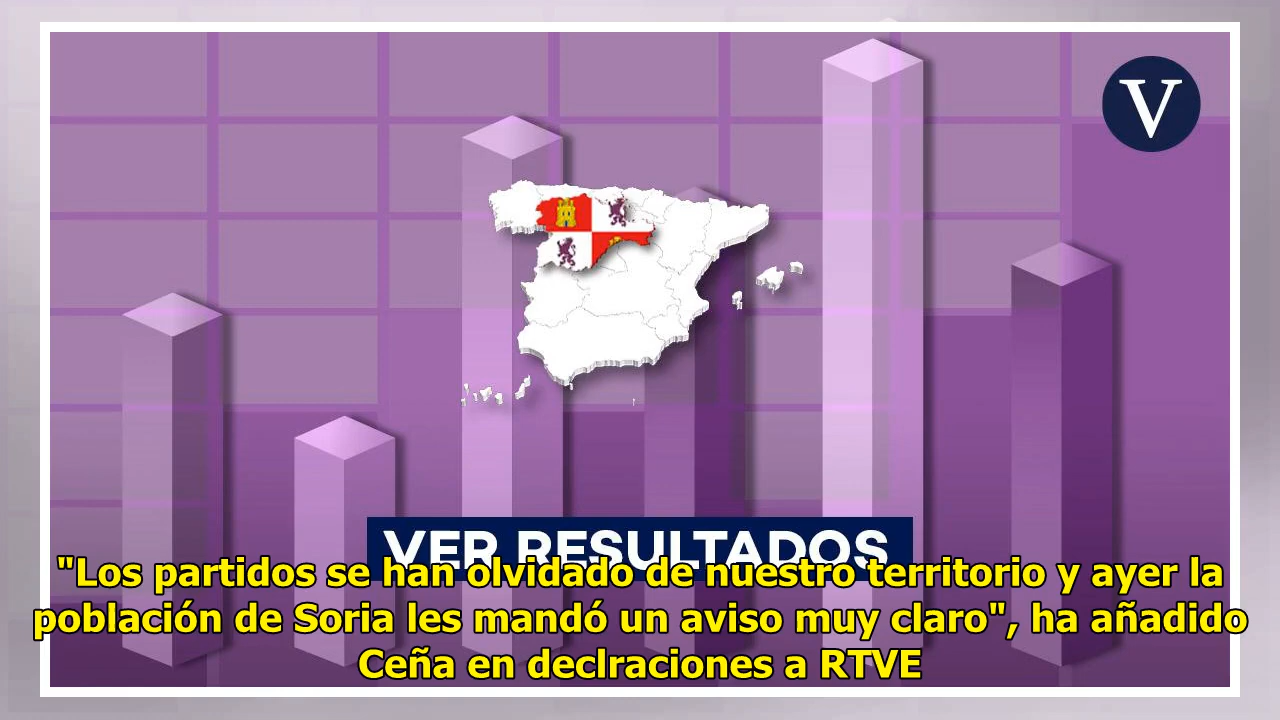 V
VER RESULTADOS
"Los partidos se han olvidado de nuestro territorio y ayer la
población de Soria les mandó un aviso muy claro", ha añadido
Ceña en declraciones a RTVE